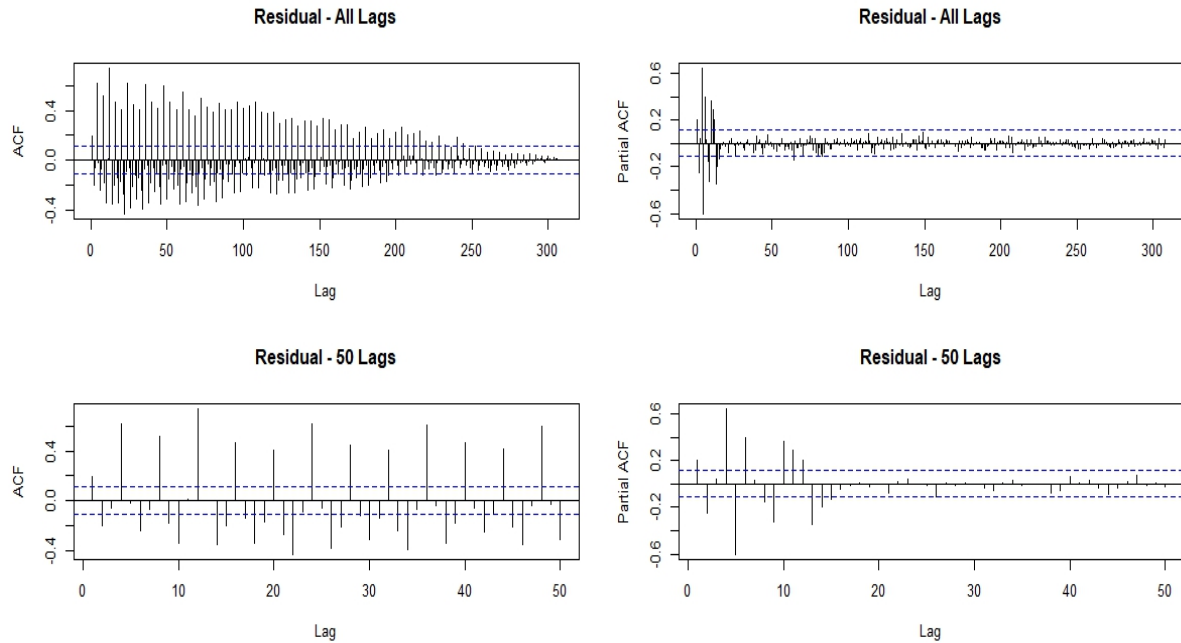 Residual - All Lags
ACF
0.4
0.0
-0.4
0 50 100 150 200 250 300
Lag
Residual - All Lags
Partial ACF
0.6
0.2
-0.2
-0.6
0 50 100 150 200 250 300
Lag
Residual - 50 Lags
ACF
0.4
0.0
-0.4
0 10 20 30 40 50
Lag
Residual - 50 Lags
Partial ACF
0.6
0.2
-0.2
-0.6
0 10 20 30 40 50
Lag